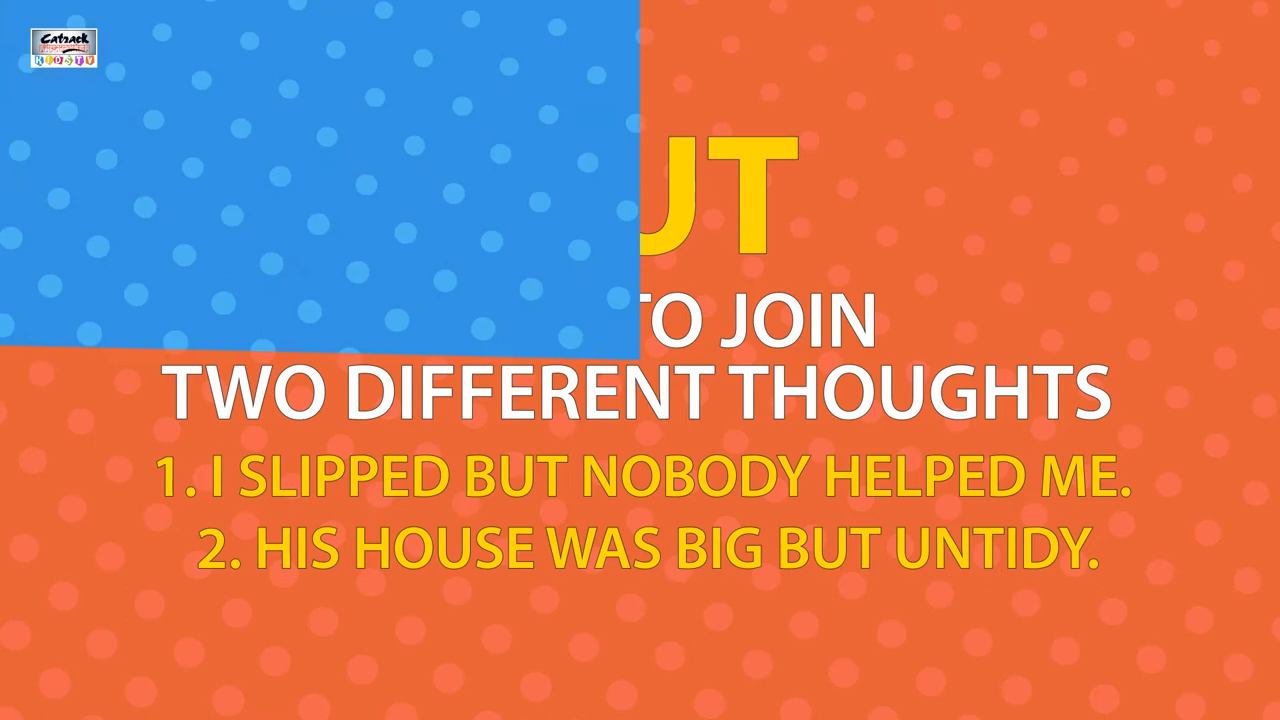 Catrack
KIDS TV
UT
TO JOIN
TWO DIFFERENT THOUGHTS
1. I SLIPPED BUT NOBODY HELPED ME.
2. HIS HOUSE WAS BIG BUT UNTIDY.